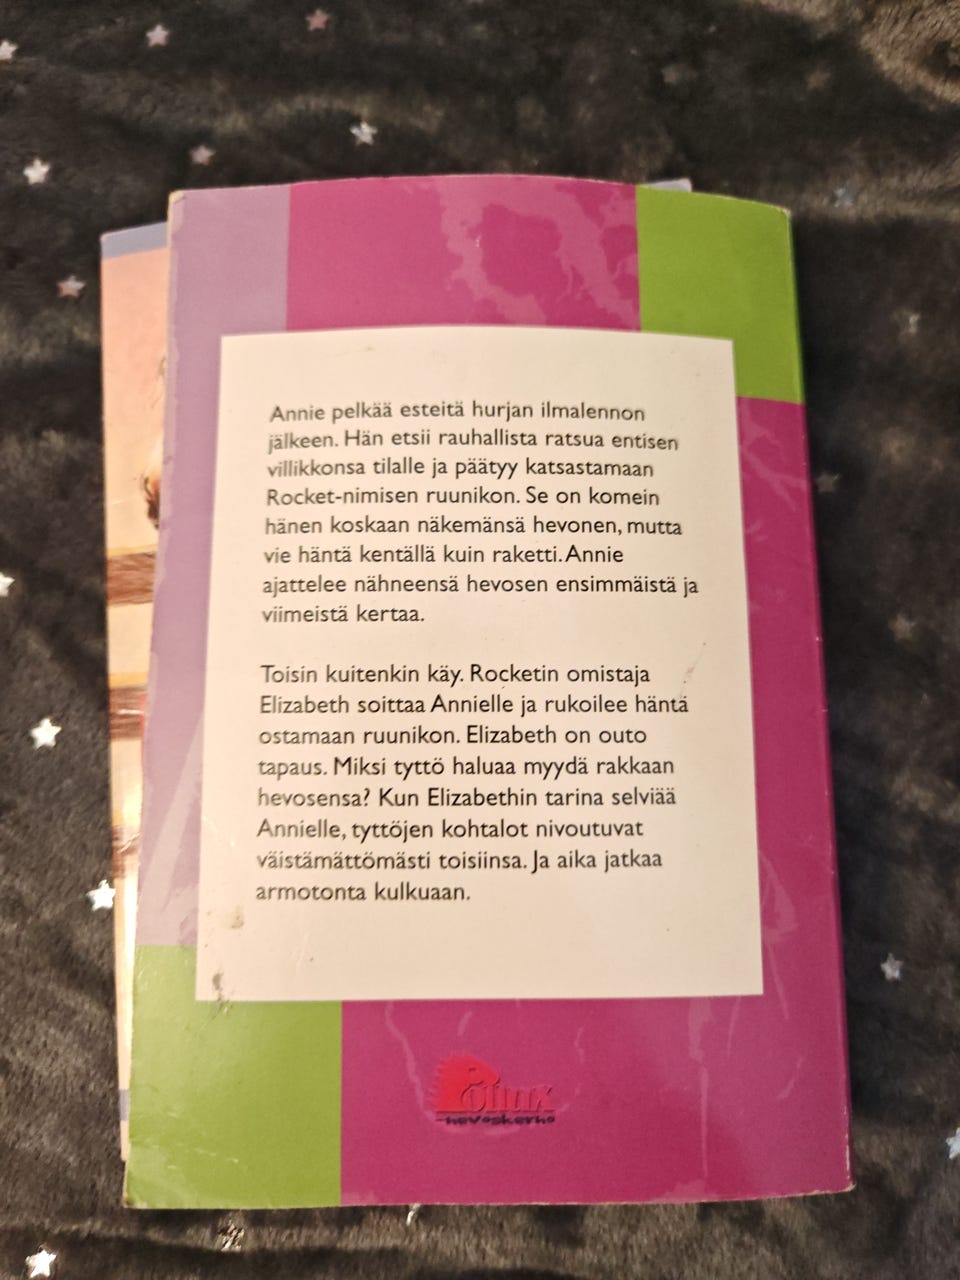 Annie pelkää esteitä hurjan ilmalennon
jälkeen. Hän etsii rauhallista ratsua entisen
villikkonsa tilalle ja päätyy katsastamaan
Rocket-nimisen ruunikon. Se on komein
hänen koskaan näkemänsä hevonen, mutta
vie häntä kentällä kuin raketti. Annie
ajattelee nähneensä hevosen ensimmäistä ja
viimeistä kertaa.
Toisin kuitenkin käy. Rocketin omistaja
Elizabeth soittaa Annielle ja rukoilee häntä
ostamaan ruunikon. Elizabeth on outo
tapaus. Miksi tyttö haluaa myydä rakkaan
hevosensa? Kun Elizabethin tarina selviää
Annielle, tyttöjen kohtalot nivoutuvat
väistämättömästi toisiinsa. Ja aika jatkaa
armotonta kulkuaan.
Pollux
hevoskerho